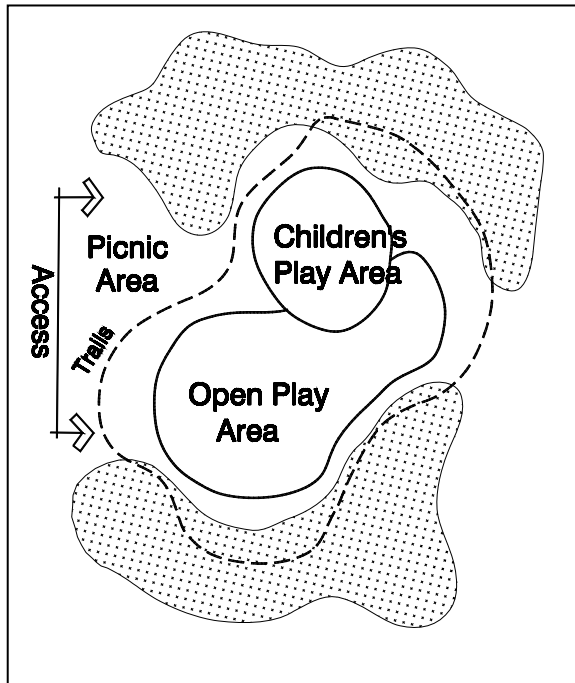 Children's
Play Area
Picnic
Area
Access
Trails
Open Play
Area